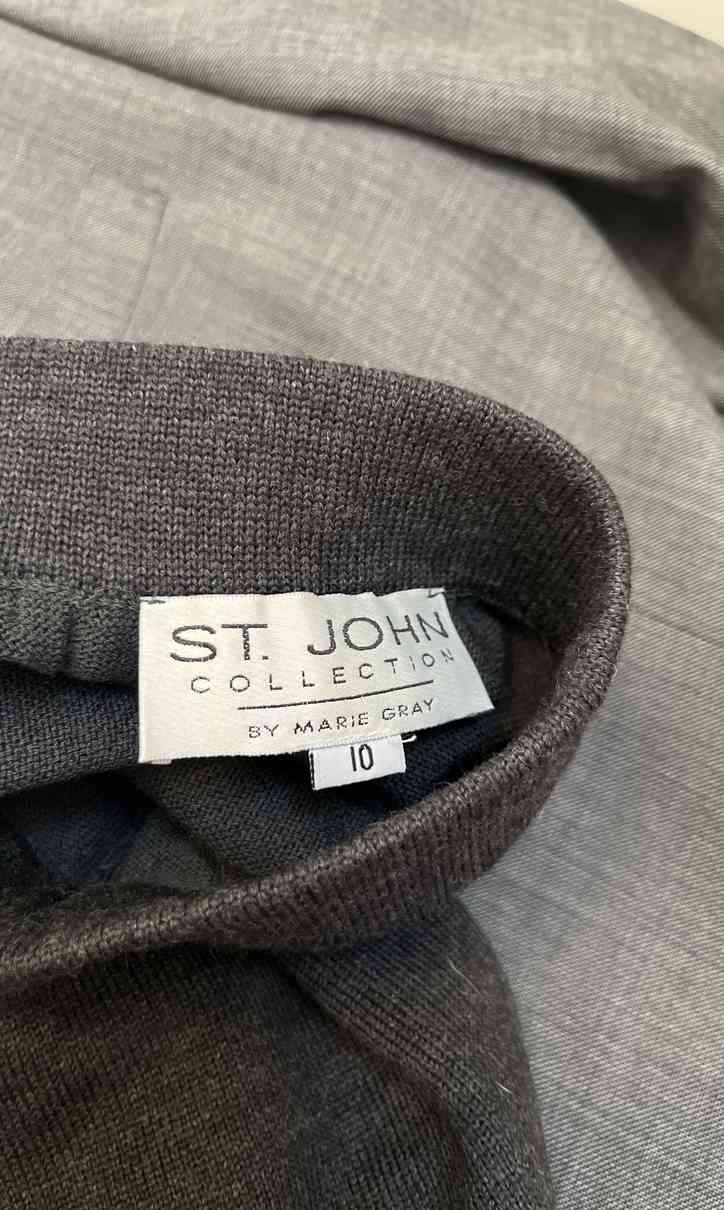 ST. JOHN
COLLECTION
BY MARIE GRAY
10